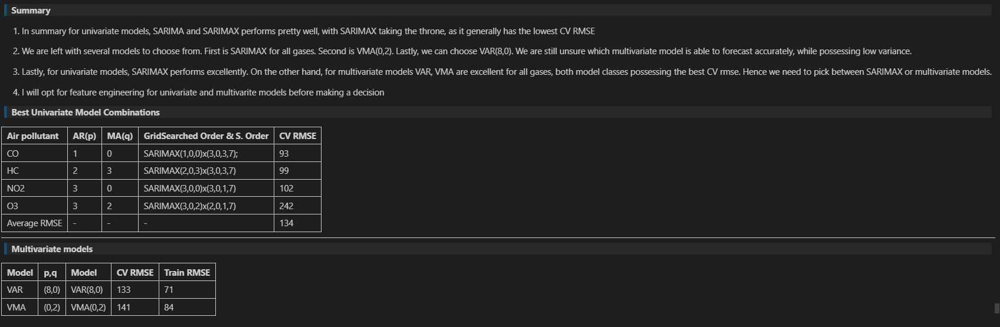 Summary
1. In summary for univariate models, SARIMA and SARIMAX performs pretty well, with SARIMAX taking the throne, as it generally has the lowest CV RMSE
2. We are left with several models to choose from. First is SARIMAX for all gases. Second is VMA(0,2). Lastly, we can choose VAR(8,0). We are still unsure which multivariate model is able to forecast accurately, while possessing low variance.
3. Lastly, for univariate models, SARIMAX performs excellently. On the other hand, for multivariate models VAR, VMA are excellent for all gases, both model classes possessing the best CV rmse. Hence we need to pick between SARIMAX or multivariate models.
4. I will opt for feature engineering for univariate and multivarite models before making a decision
Best Univariate Model Combinations
Air pollutant AR(p) MA(q) GridSearched Order & S. Order CV RMSE
CO 1 0 SARIMAX(1,0,0)x(3,0,3,7); 93
HC 2 3 SARIMAX(2,0,3)x(3,0,3,7) 99
NO2 3 0 SARIMAX(3,0,0)x(3,0,1,7) 102
O3 3 2 SARIMAX(3,0,2)x(2,0,1,7) 242
Average RMSE - - - 134
Multivariate models
Model p,q Model CV RMSE Train RMSE
VAR (8,0) VAR(8,0) 133 71
VMA (0,2) VMA(0,2) 141 84